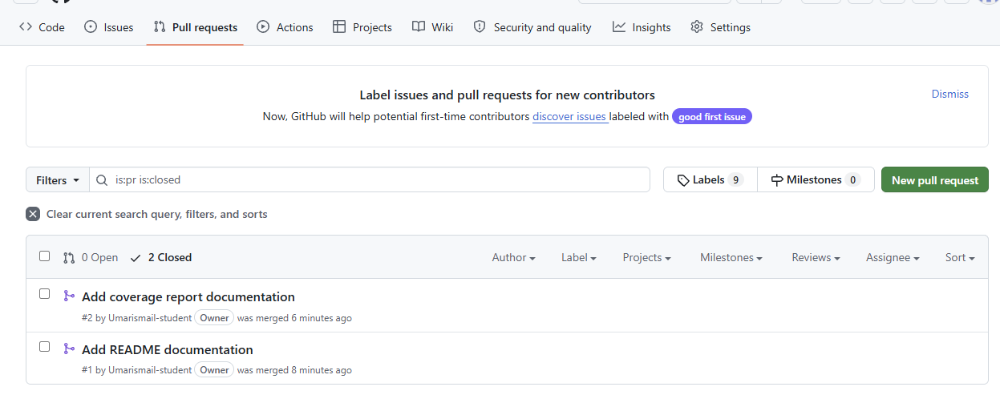 Code Issues Pull requests Actions Projects Wiki Security and quality Insights Settings
Label issues and pull requests for new contributors
Dismiss
Now, GitHub will help potential first-time contributors discover issues labeled with good first issue
Filters is:pr is:closed Labels 9 Milestones 0 New pull request
Clear current search query, filters, and sorts
0 Open 2 Closed Author Label Projects Milestones Reviews Assignee Sort
Add coverage report documentation
#2 by Umarismail-student Owner was merged 6 minutes ago
Add README documentation
#1 by Umarismail-student Owner was merged 8 minutes ago